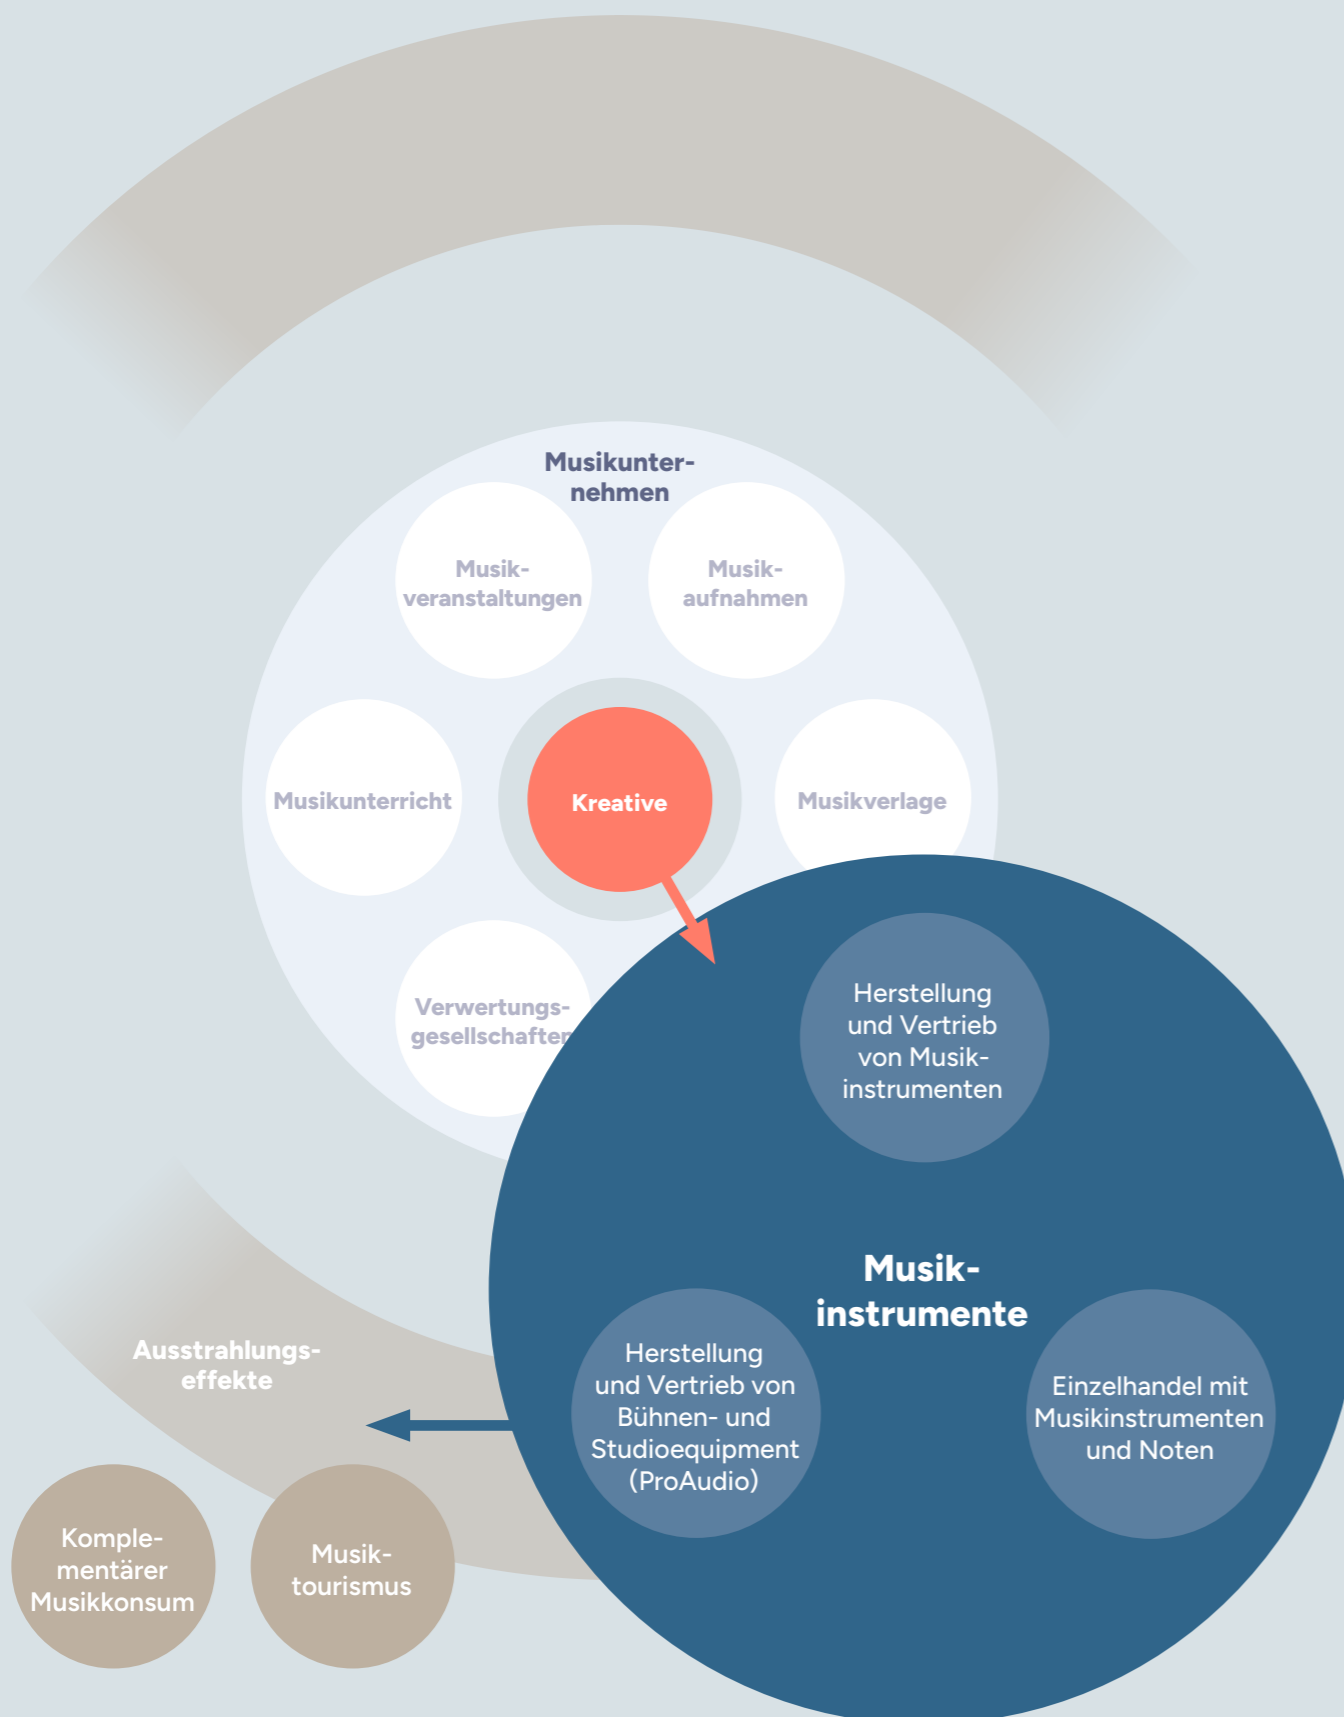 Musikunter-
nehmen
Musik-
veranstaltungen
Musik-
aufnahmen
Musikunterricht
Kreative
Musikverlage
Verwertungs-
gesellschaften
Herstellung
und Vertrieb
von Musik-
instrumenten
Musik-
instrumente
Herstellung
und Vertrieb von
Bühnen- und
Studioequipment
(ProAudio)
Einzelhandel mit
Musikinstrumenten
und Noten
Ausstrahlungs-
effekte
Komple-
mentärer
Musikkonsum
Musik-
tourismus